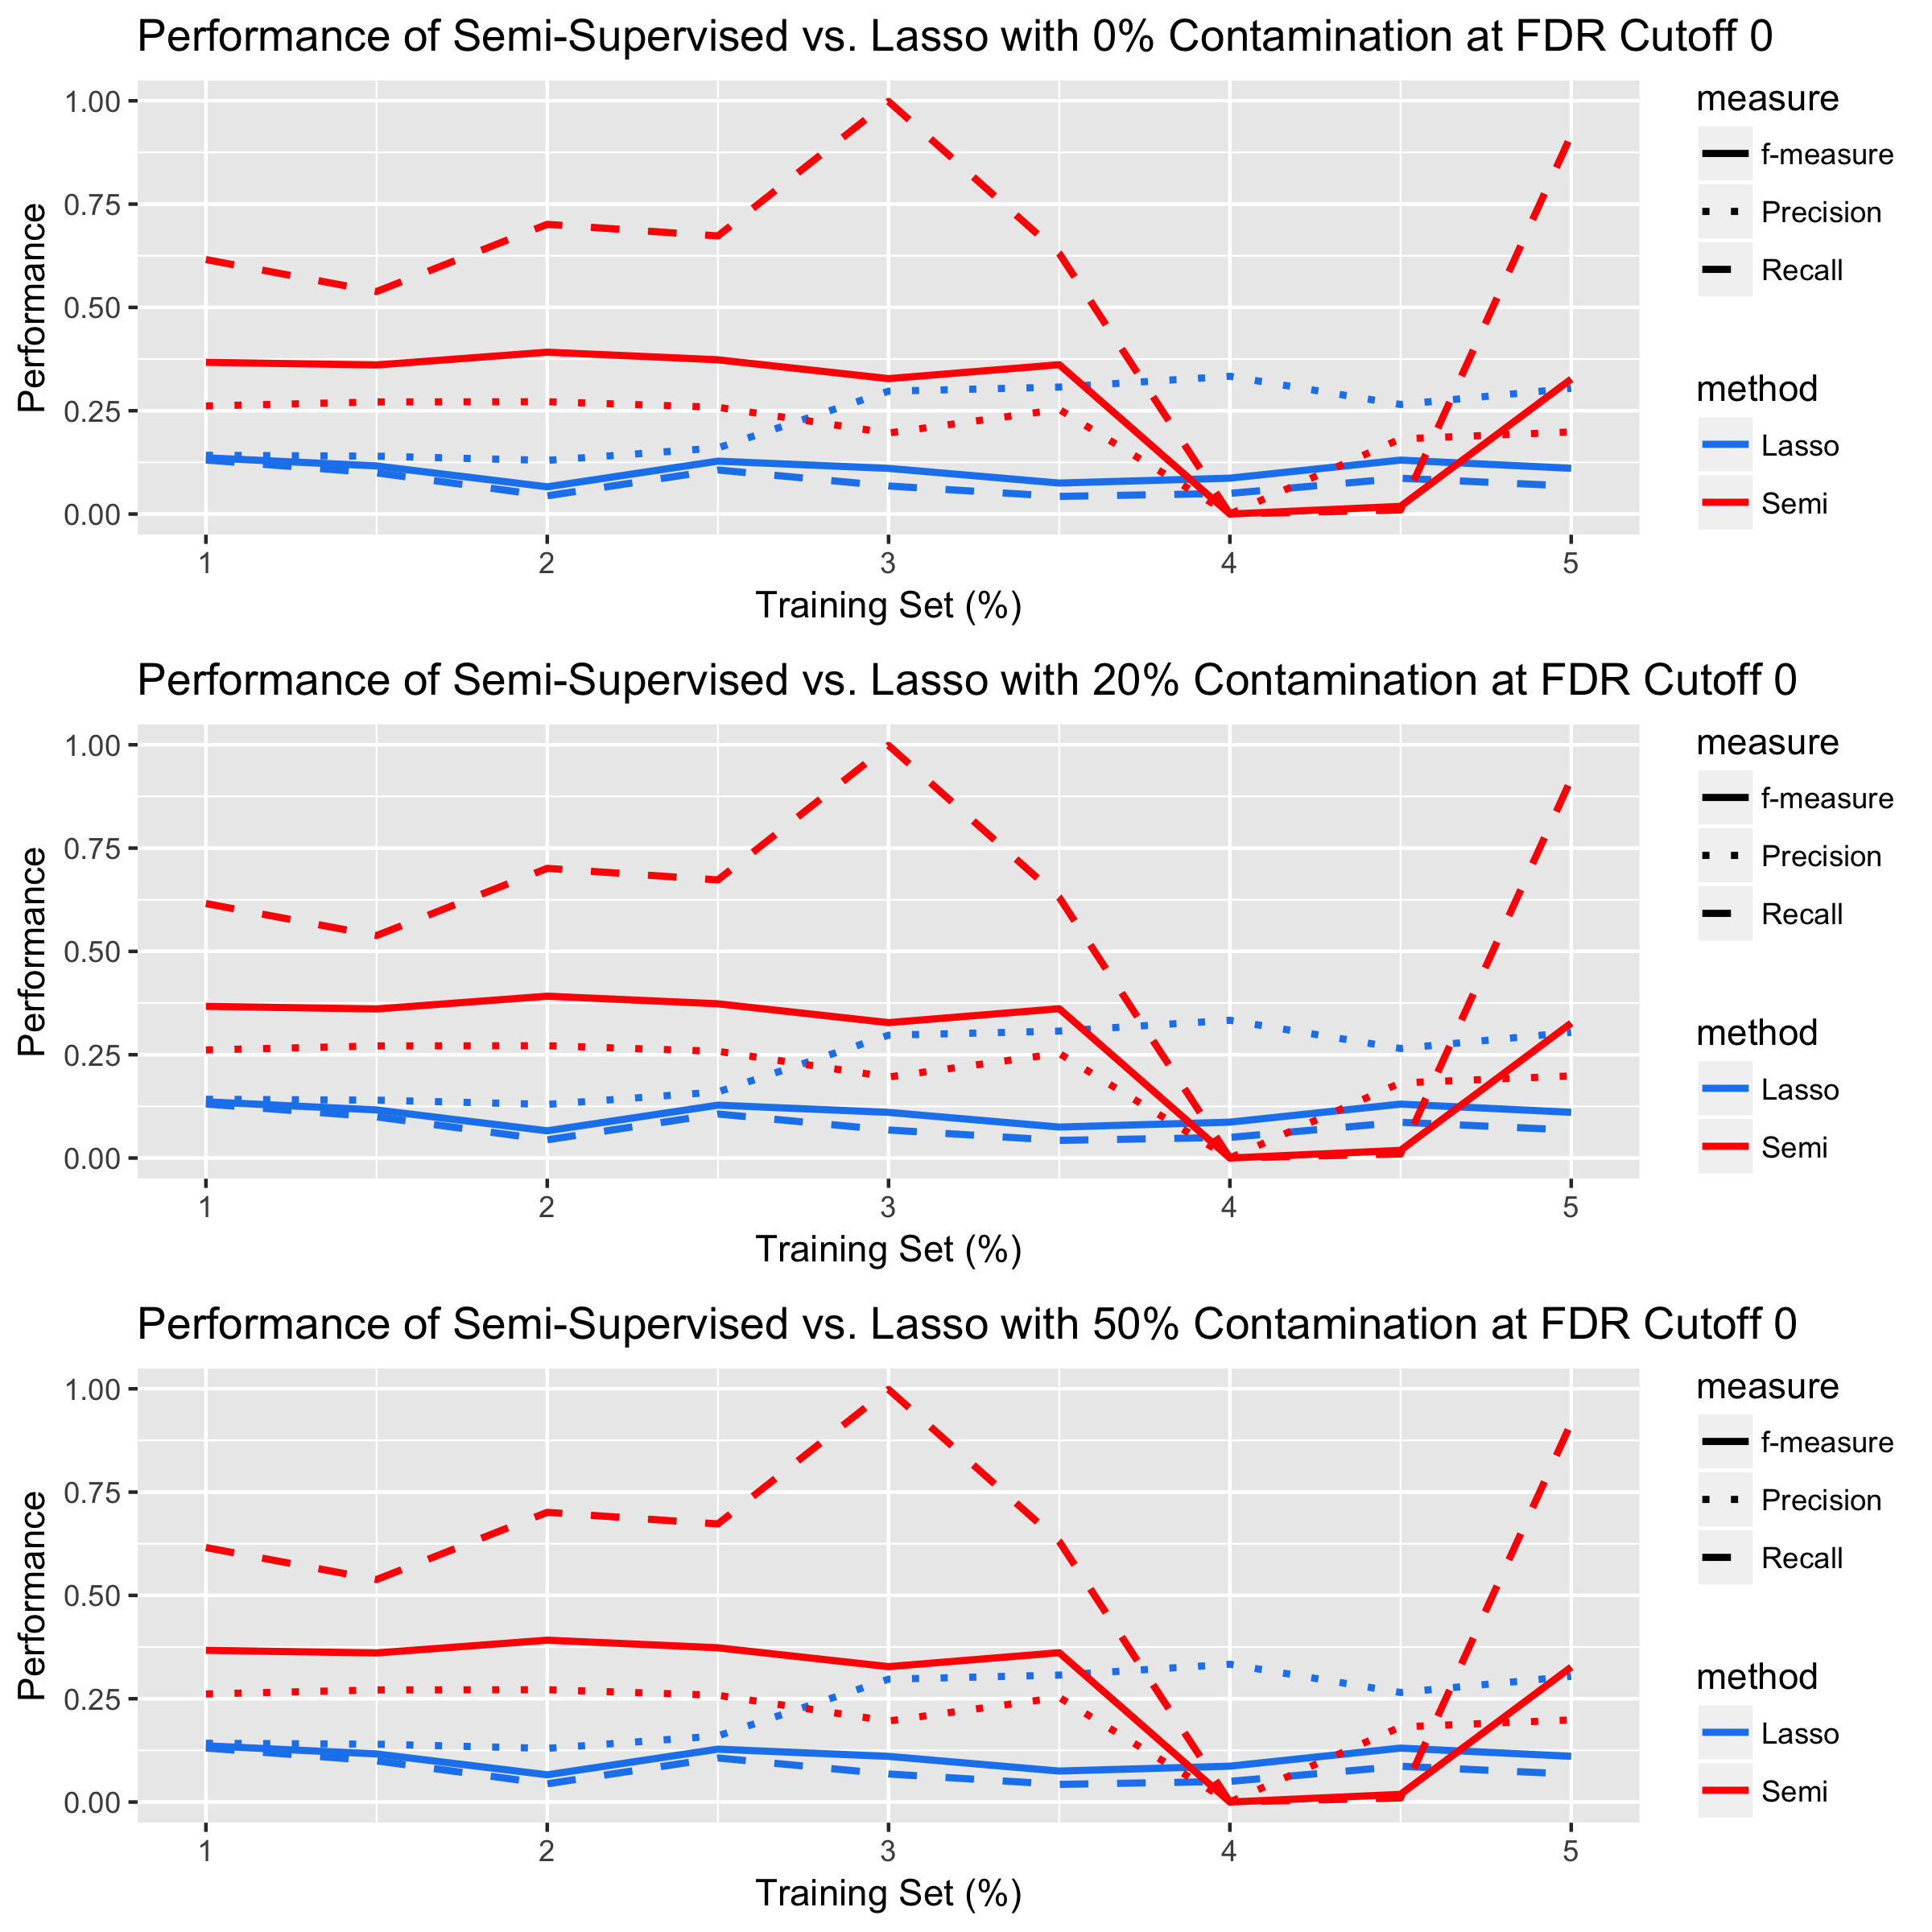 Performance of Semi-Supervised vs. Lasso with 0% Contamination at FDR Cutoff 0
Performance
1.00
0.75
0.50
0.25
0.00
1 2 3 4 5
Training Set (%)
measure
f-measure
Precision
Recall
method
Lasso
Semi
Performance of Semi-Supervised vs. Lasso with 20% Contamination at FDR Cutoff 0
Performance
1.00
0.75
0.50
0.25
0.00
1 2 3 4 5
Training Set (%)
measure
f-measure
Precision
Recall
method
Lasso
Semi
Performance of Semi-Supervised vs. Lasso with 50% Contamination at FDR Cutoff 0
Performance
1.00
0.75
0.50
0.25
0.00
1 2 3 4 5
Training Set (%)
measure
f-measure
Precision
Recall
method
Lasso
Semi